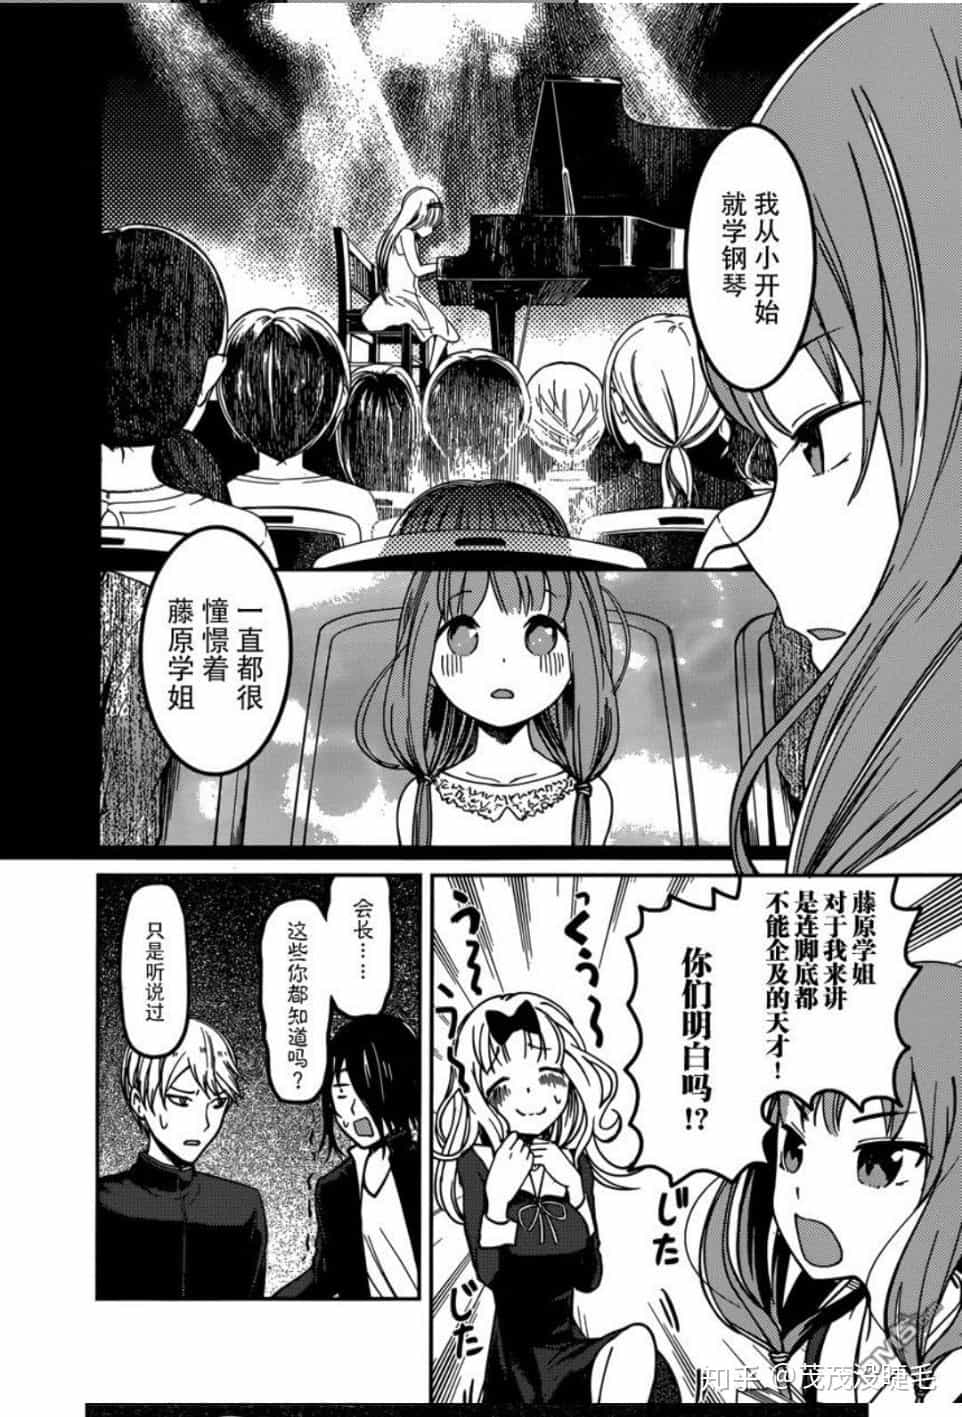 我从小开始
就学钢琴
一直都很
憧憬着
藤原学姐
藤原学姐
对于我来讲
是连脚底都
不能企及的天才！
你们明白吗！？
う～
う～
じた
じた
会长……
这些你都知道吗？
只是听说过
知乎 @茂茂没睫毛